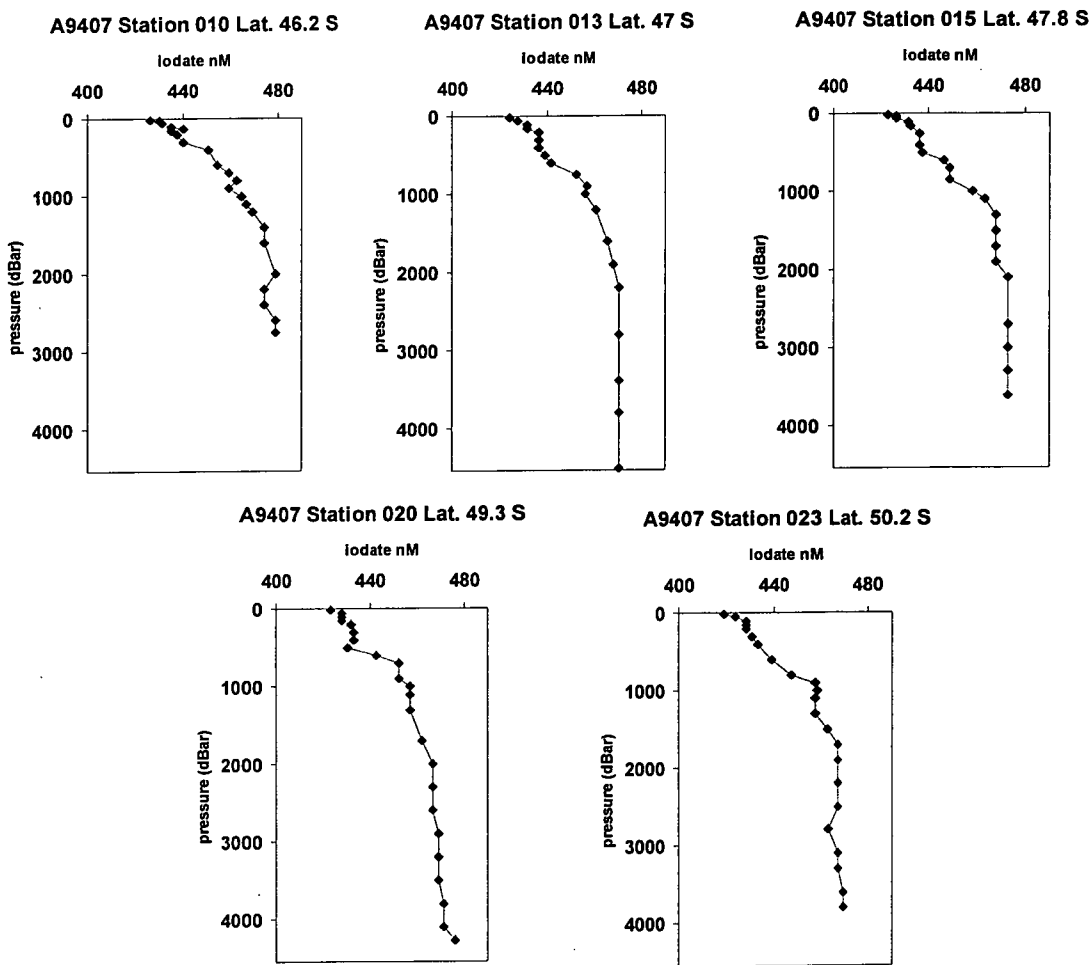 A9407 Station 010 Lat. 46.2 S
iodate nM
400 440 480
0
1000
2000
3000
4000
pressure (dBar)
A9407 Station 013 Lat. 47 S
iodate nM
400 440 480
0
1000
2000
3000
4000
pressure (dBar)
A9407 Station 015 Lat. 47.8 S
iodate nM
400 440 480
0
1000
2000
3000
4000
pressure (dBar)
A9407 Station 020 Lat. 49.3 S
iodate nM
400 440 480
0
1000
2000
3000
4000
pressure (dBar)
A9407 Station 023 Lat. 50.2 S
iodate nM
400 440 480
0
1000
2000
3000
4000
pressure (dBar)